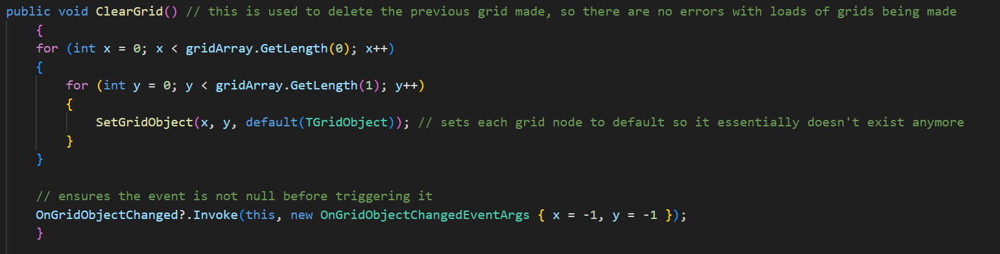 public void ClearGrid() // this is used to delete the previous grid made, so there are no errors with loads of grids being made
{
for (int x = 0; x < gridArray.GetLength(0); x++)
{
for (int y = 0; y < gridArray.GetLength(1); y++)
{
SetGridObject(x, y, default(TGridObject)); // sets each grid node to default so it essentially doesn't exist anymore
}
}
// ensures the event is not null before triggering it
OnGridObjectChanged?.Invoke(this, new OnGridObjectChangedEventArgs { x = -1, y = -1 });
}